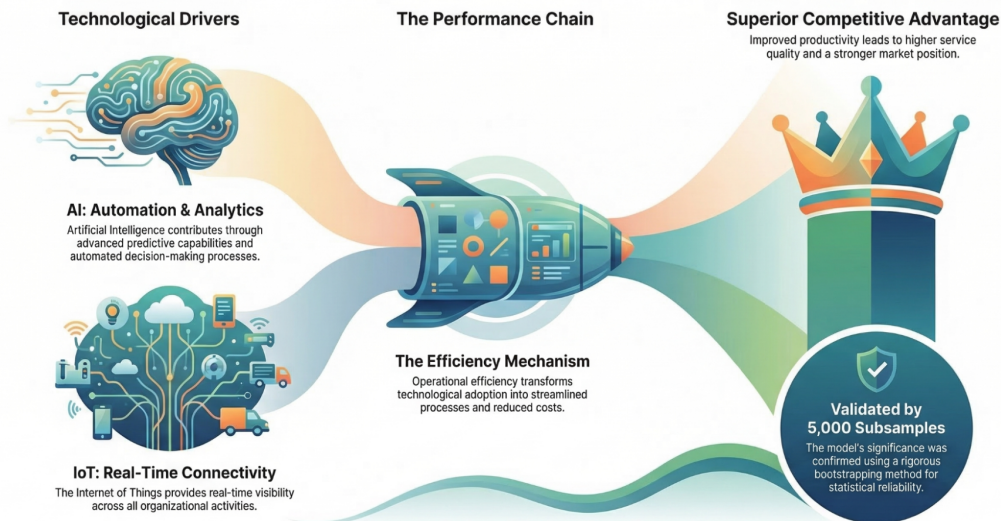 Technological Drivers
AI: Automation & Analytics
Artificial Intelligence contributes through
advanced predictive capabilities and
automated decision-making processes.
IoT: Real-Time Connectivity
The Internet of Things provides real-time visibility
across all organizational activities.
The Performance Chain
The Efficiency Mechanism
Operational efficiency transforms
technological adoption into streamlined
processes and reduced costs.
Superior Competitive Advantage
Improved productivity leads to higher service
quality and a stronger market position.
Validated by
5,000 Subsamples
The model's significance was
confirmed using a rigorous
bootstrapping method for
statistical reliability.